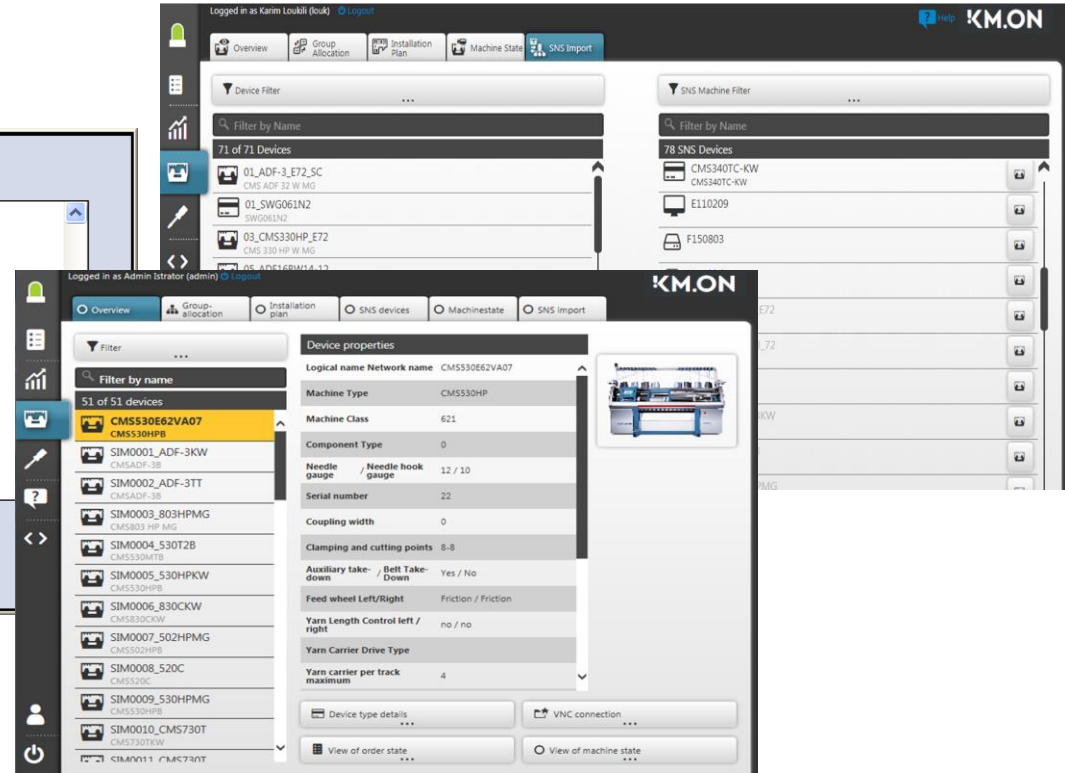 Logged in as Karim Loukili (louk) Logout
Help KM.ON
Overview
Group Allocation
Installation Plan
Machine State
SNS Import
Device Filter
...
SNS Machine Filter
...
Filter by Name
Filter by Name
71 of 71 Devices
78 SNS Devices
01_ADF-3_E72_SC
CMS ADF 32 W MG
01_SWG061N2
SWG061N2
03_CMS330HP_E72
CMS 330 HP W MG
05_ADF16BW14-12
CMS340TC-KW
CMS340TC-KW
E110209
F150803
E72
_72
KW
PMG
Logged in as Admin Istrator (admin) Logout
KM.ON
Overview
Group-allocation
Installation plan
SNS devices
Machinestate
SNS import
Filter
...
Filter by name
51 of 51 devices
CMS530E62VA07
CMS530HPB
SIM0001_ADF-3KW
CMSADF-3B
SIM0002_ADF-3TT
CMSADF-3B
SIM0003_803HPMG
CMS803 HP MG
SIM0004_530T2B
CMS530MTB
SIM0005_530HPKW
CMS530HPB
SIM0006_830CKW
CMS830CKW
SIM0007_502HPMG
CMS502HPB
SIM0008_520C
CMS520C
SIM0009_530HPMG
CMS530HPB
SIM0010_CMS730T
CMS730TKW
SIM0011_CMS730T
Device properties
Logical name Network name CMS530E62VA07
Machine Type CMS530HP
Machine Class 621
Component Type 0
Needle gauge / Needle hook gauge 12 / 10
Serial number 22
Coupling width 0
Clamping and cutting points 8-8
Auxiliary take-down / Belt Take-Down Yes / No
Feed wheel Left/Right Friction / Friction
Yarn Length Control left / right no / no
Yarn Carrier Drive Type
Yarn carrier per track maximum 4
Device type details
...
VNC connection
...
View of order state
...
View of machine state
...